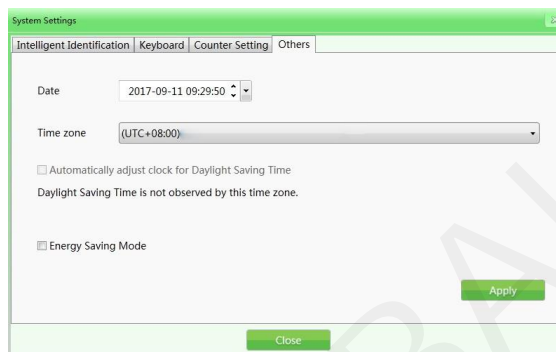 System Settings
Intelligent Identification Keyboard Counter Setting Others
Date 2017-09-11 09:29:50
Time zone (UTC+08:00)
Automatically adjust clock for Daylight Saving Time
Daylight Saving Time is not observed by this time zone.
Energy Saving Mode
Apply
Close